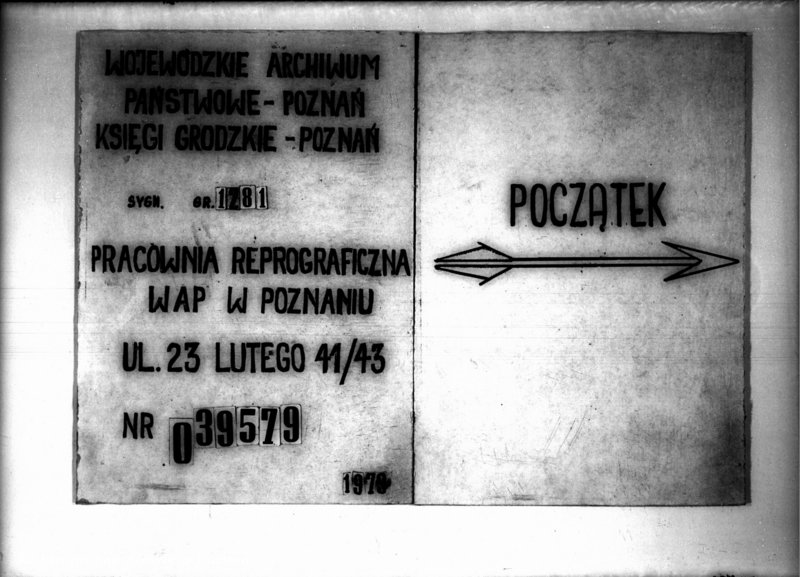 WOJEWÓDZKIE ARCHIWUM
PAŃSTWOWE - POZNAŃ
KSIĘGI GRODZKIE - POZNAŃ
SYGN. GR. 1281
PRACOWNIA REPROGRAFICZNA
WAP W POZNANIU
UL. 23 LUTEGO 41/43
NR 039579
1978
POCZĄTEK